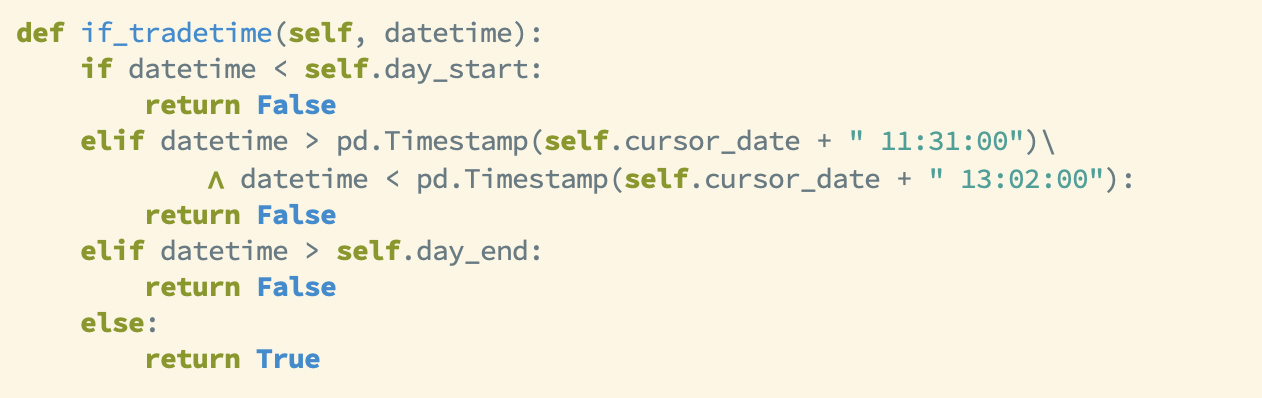 def if_tradetime(self, datetime):
    if datetime < self.day_start:
        return False
    elif datetime > pd.Timestamp(self.cursor_date + " 11:31:00")\
            ∧ datetime < pd.Timestamp(self.cursor_date + " 13:02:00"):
        return False
    elif datetime > self.day_end:
        return False
    else:
        return True